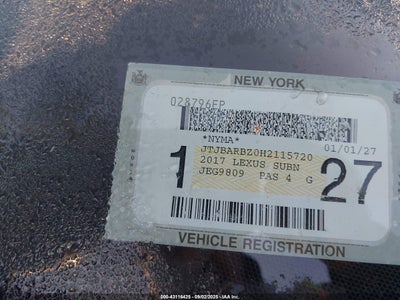 NEW YORK
028796FP
*NYMA* 01/01/27
JTJBARBZ0H2115720
2017 LEXUS SUBN
JEG9809 PAS 4 G
1 27
VEHICLE REGISTRATION
000-43116425 - 09/02/2025 - IAA Inc.